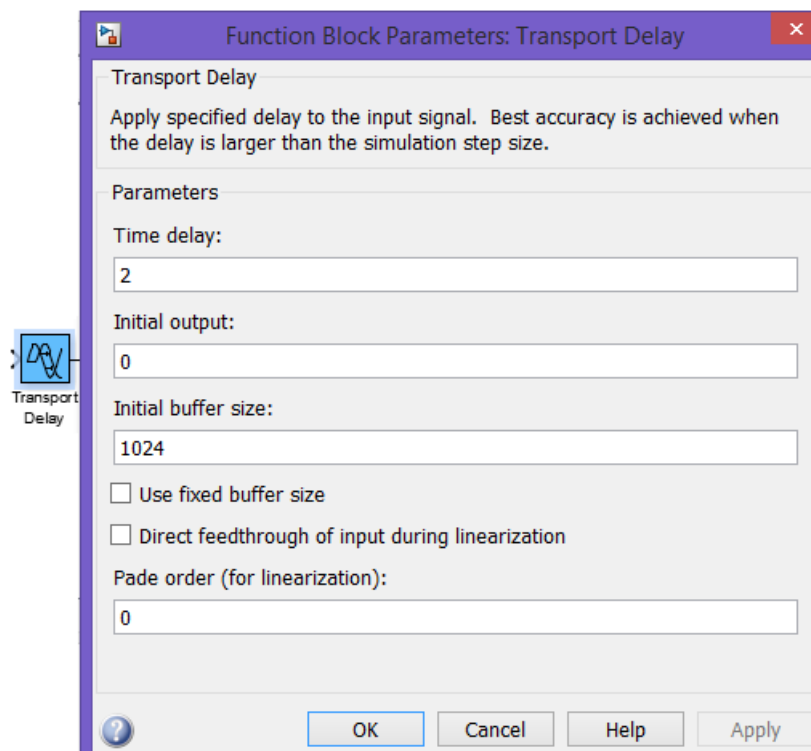 Function Block Parameters: Transport Delay
Transport Delay
Apply specified delay to the input signal.  Best accuracy is achieved when
the delay is larger than the simulation step size.
Parameters
Time delay:
2
Initial output:
0
Initial buffer size:
1024
Use fixed buffer size
Direct feedthrough of input during linearization
Pade order (for linearization):
0
OK
Cancel
Help
Apply
Transport
Delay